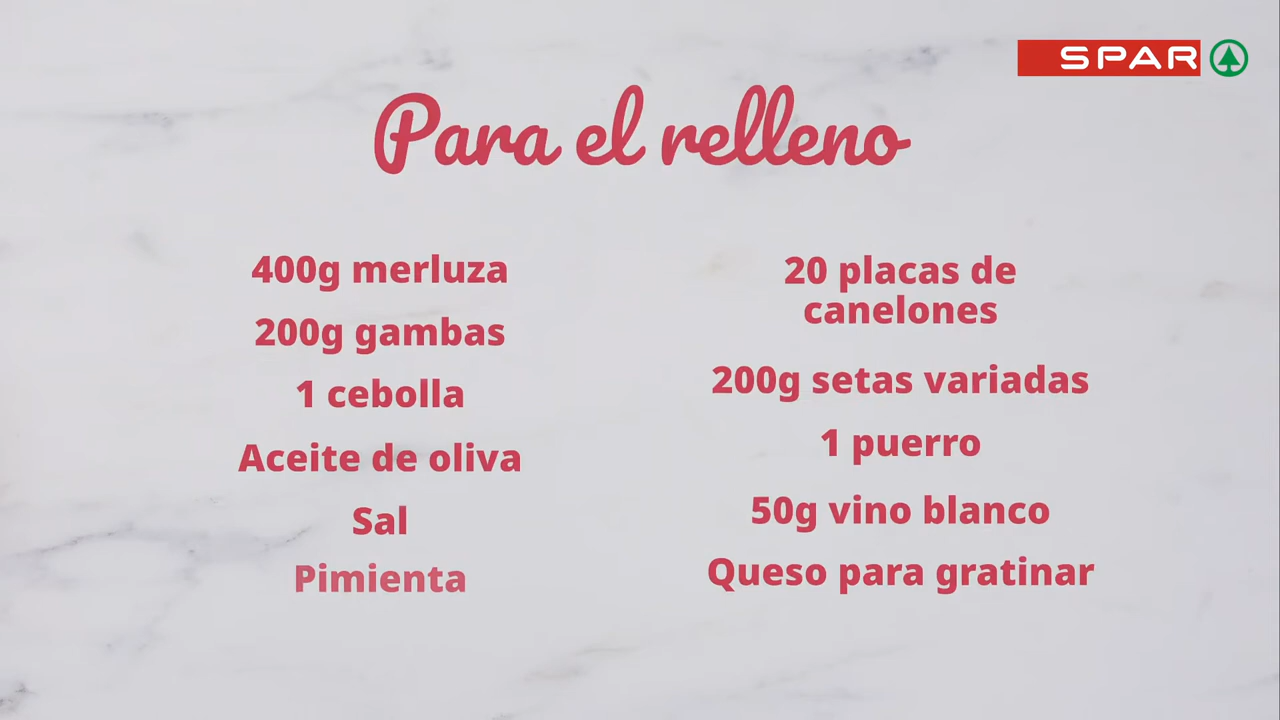 SPAR
Para el relleno
400g merluza
200g gambas
1 cebolla
Aceite de oliva
Sal
Pimienta
20 placas de
canelones
200g setas variadas
1 puerro
50g vino blanco
Queso para gratinar